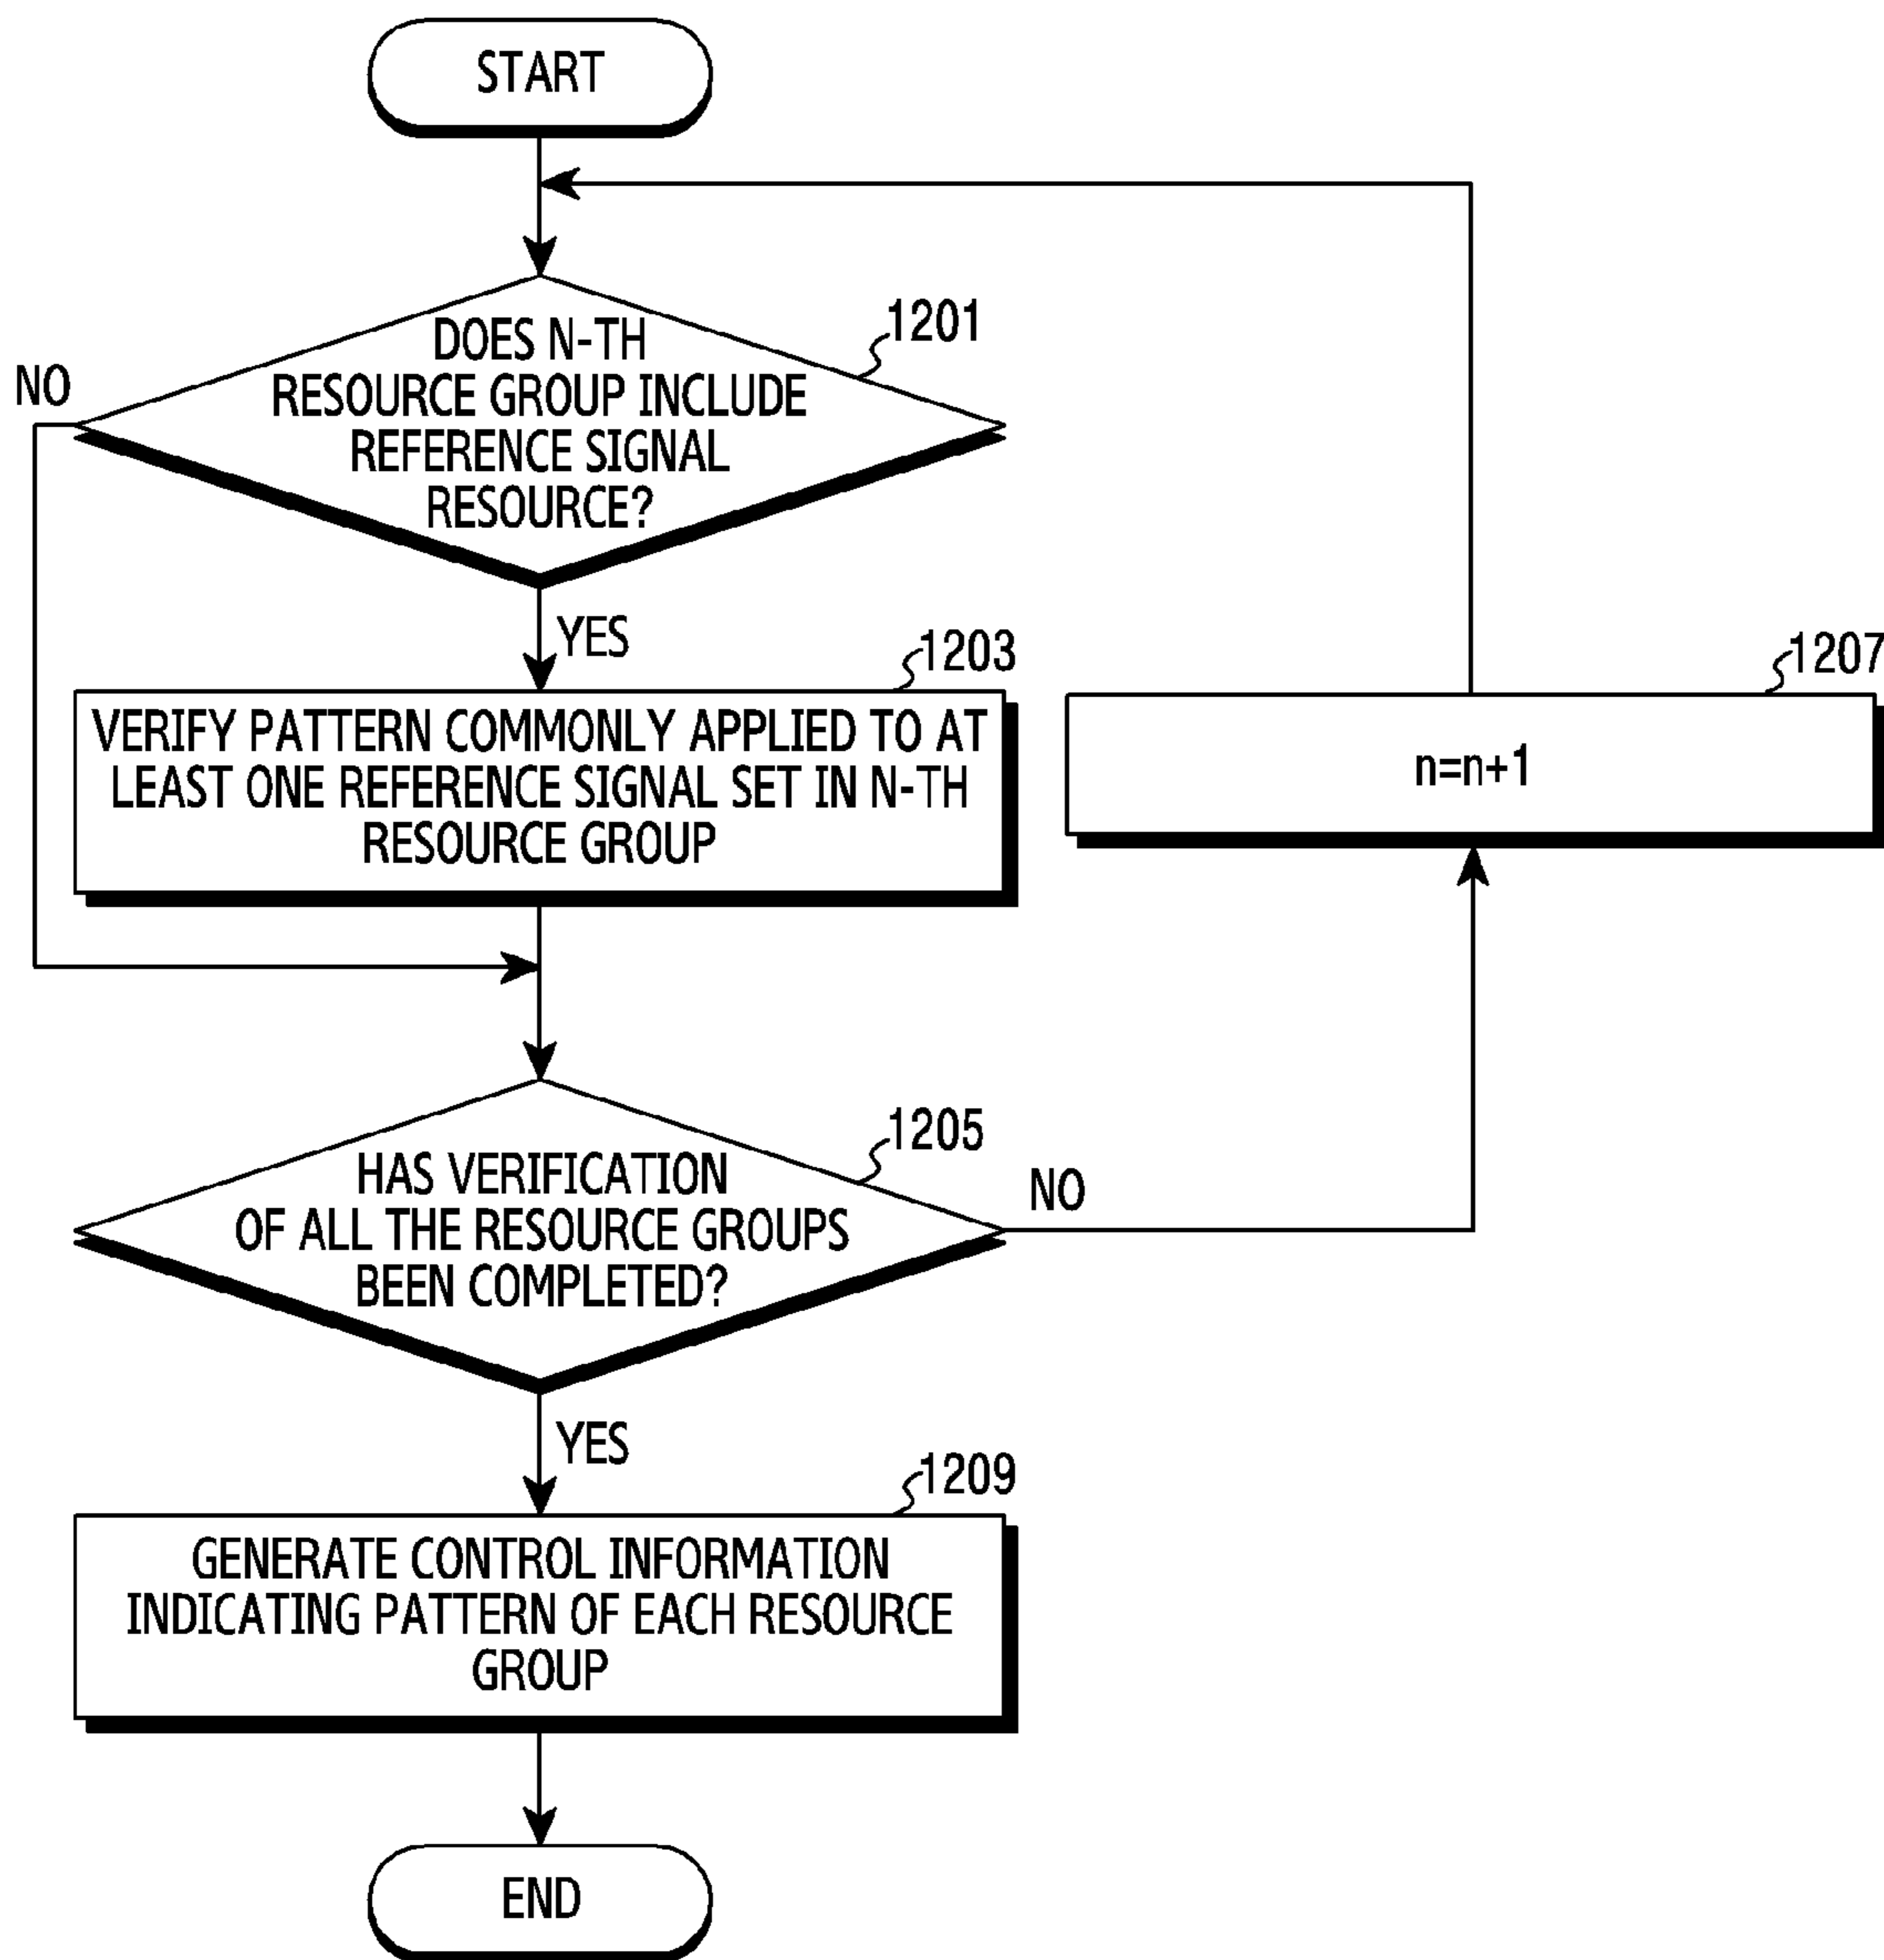 START
1201
DOES N-TH
RESOURCE GROUP INCLUDE
REFERENCE SIGNAL
RESOURCE?
NO
YES
1203
VERIFY PATTERN COMMONLY APPLIED TO AT
LEAST ONE REFERENCE SIGNAL SET IN N-TH
RESOURCE GROUP
1207
n=n+1
1205
HAS VERIFICATION
OF ALL THE RESOURCE GROUPS
BEEN COMPLETED?
NO
YES
1209
GENERATE CONTROL INFORMATION
INDICATING PATTERN OF EACH RESOURCE
GROUP
END